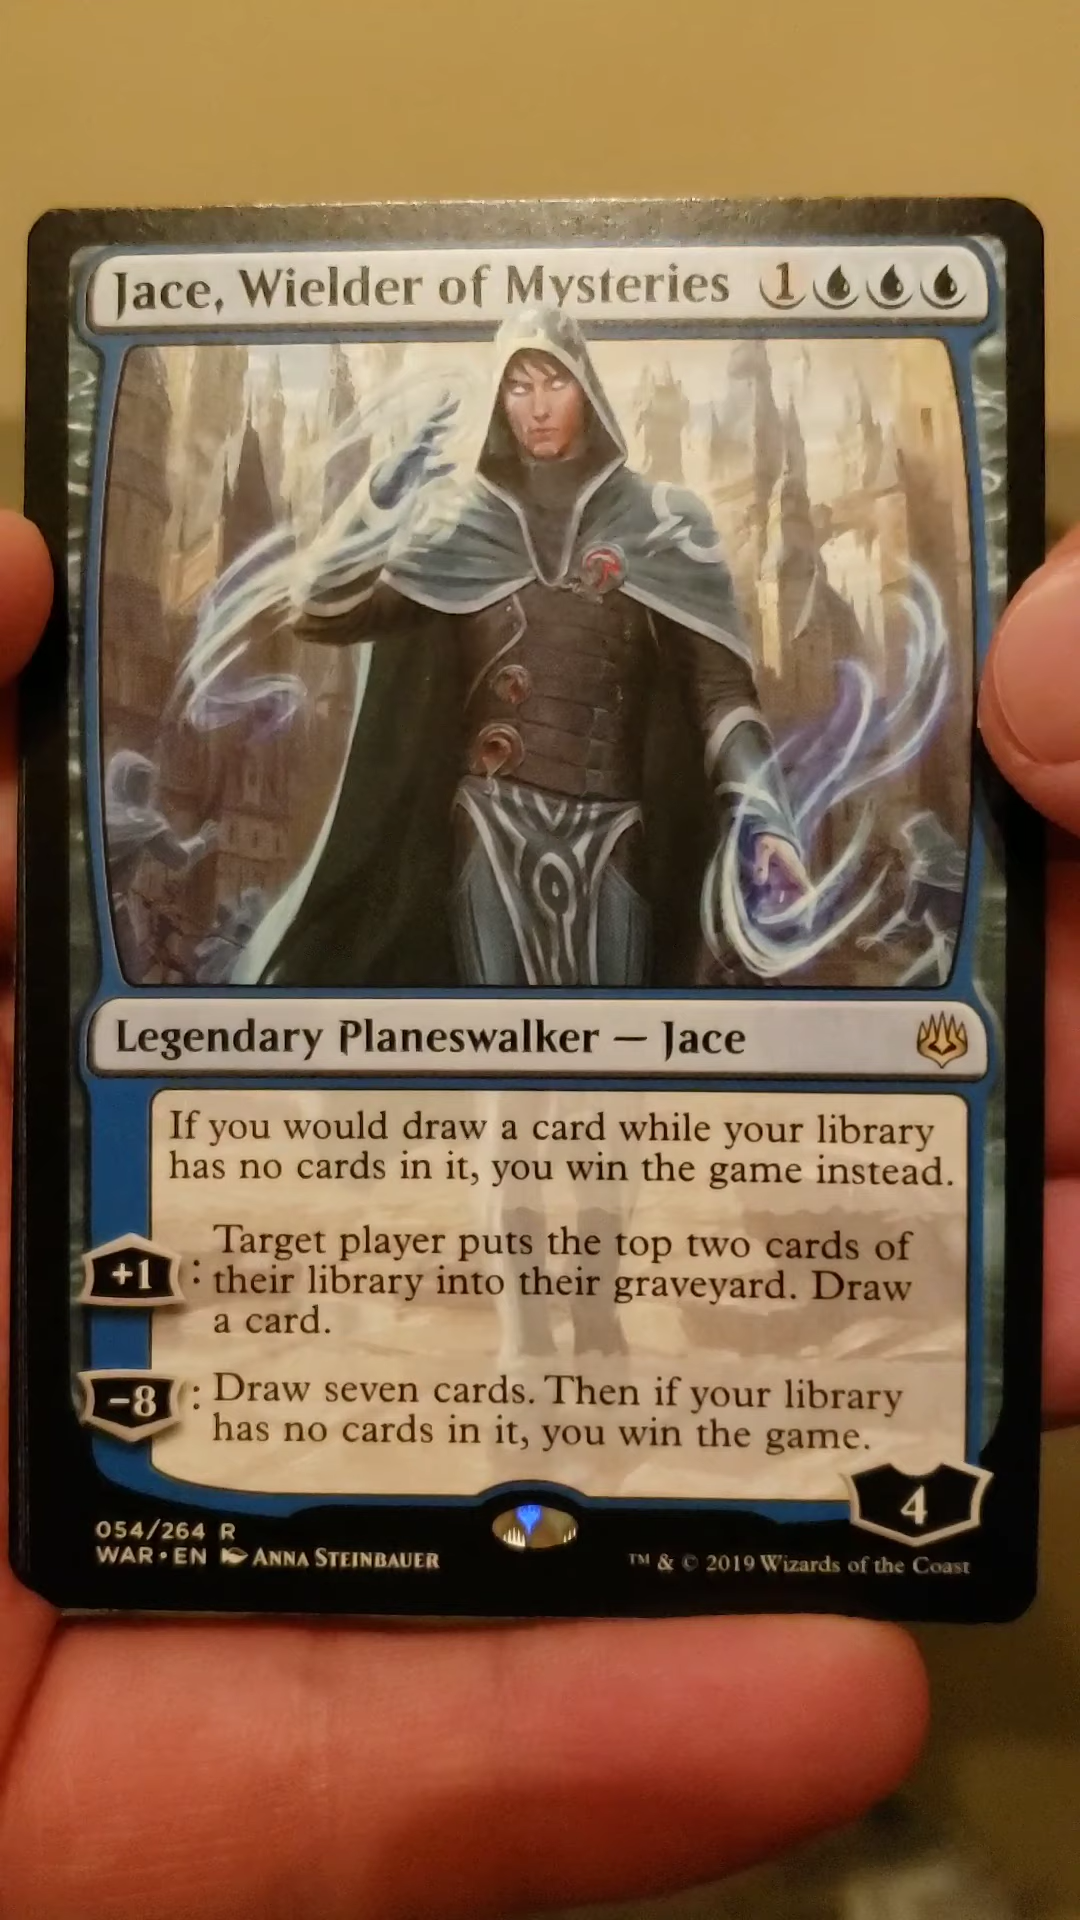 Jace, Wielder of Mysteries 1
Legendary Planeswalker — Jace
If you would draw a card while your library
has no cards in it, you win the game instead.
+1 : Target player puts the top two cards of
their library into their graveyard. Draw
a card.
−8 : Draw seven cards. Then if your library
has no cards in it, you win the game.
4
054/264 R
WAR • EN ANNA STEINBAUER
™ & © 2019 Wizards of the Coast